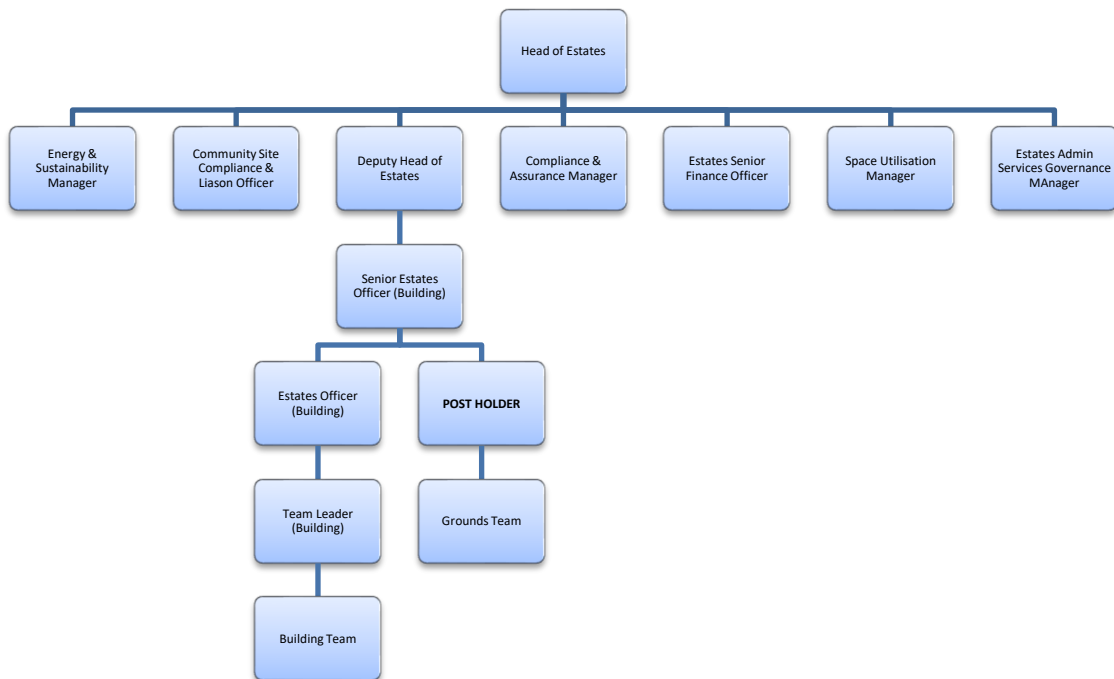 Head of Estates
Energy &
Sustainability
Manager
Community Site
Compliance &
Liason Officer
Deputy Head of
Estates
Compliance &
Assurance Manager
Estates Senior
Finance Officer
Space Utilisation
Manager
Estates Admin
Services Governance
MAnager
Senior Estates
Officer (Building)
Estates Officer
(Building)
POST HOLDER
Team Leader
(Building)
Grounds Team
Building Team